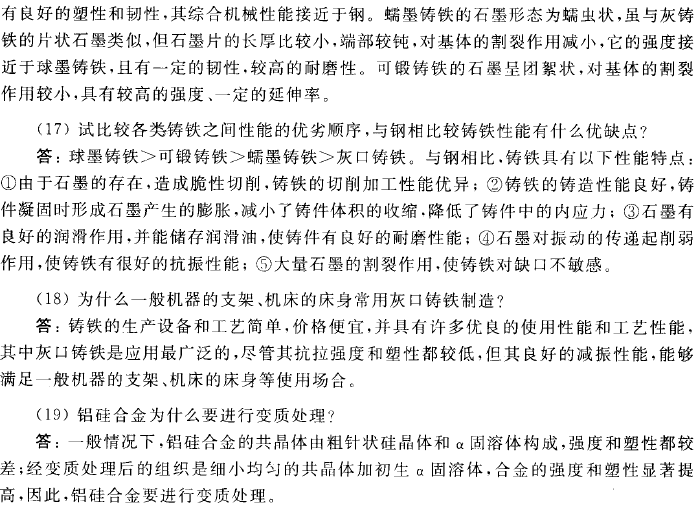 有良好的塑性和韧性,其综合机械性能接近于钢。蠕墨铸铁的石墨形态为蠕虫状,虽与灰铸
铁的片状石墨类似,但石墨片的长厚比较小,端部较钝,对基体的割裂作用减小,它的强度接
近于球墨铸铁,且有一定的韧性,较高的耐磨性。可锻铸铁的石墨呈团絮状,对基体的割裂
作用较小,具有较高的强度、一定的延伸率。
(17) 试比较各类铸铁之间性能的优劣顺序,与钢相比较铸铁性能有什么优缺点?
答: 球墨铸铁>可锻铸铁>蠕墨铸铁>灰口铸铁。与钢相比,铸铁具有以下性能特点:
①由于石墨的存在,造成脆性切削,铸铁的切削加工性能优异; ②铸铁的铸造性能良好,铸
件凝固时形成石墨产生的膨胀,减小了铸件体积的收缩,降低了铸件中的内应力; ③石墨有
良好的润滑作用,并能储存润滑油,使铸件有良好的耐磨性能; ④石墨对振动的传递起削弱
作用,使铸铁有很好的抗振性能; ⑤大量石墨的割裂作用,使铸铁对缺口不敏感。
(18) 为什么一般机器的支架、机床的床身常用灰口铸铁制造?
答: 铸铁的生产设备和工艺简单,价格便宜,并具有许多优良的使用性能和工艺性能,
其中灰口铸铁是应用最广泛的,尽管其抗拉强度和塑性都较低,但其良好的减振性能,能够
满足一般机器的支架、机床的床身等使用场合。
(19) 铝硅合金为什么要进行变质处理?
答: 一般情况下,铝硅合金的共晶体由粗针状硅晶体和 α 固溶体构成,强度和塑性都较
差;经变质处理后的组织是细小均匀的共晶体加初生 α 固溶体,合金的强度和塑性显著提
高,因此,铝硅合金要进行变质处理。